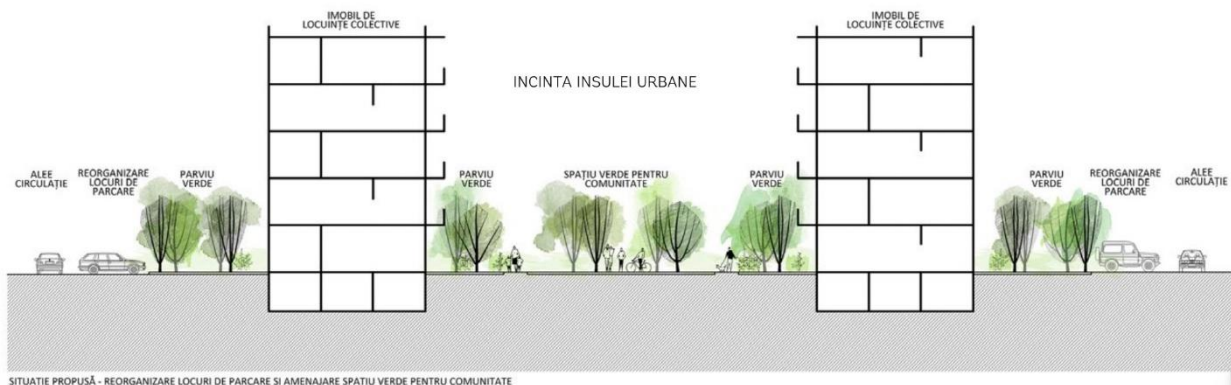 IMOBIL DE
LOCUINȚE COLECTIVE
IMOBIL DE
LOCUINȚE COLECTIVE
INCINTA INSULEI URBANE
ALEE
CIRCULAȚIE
REORGANIZARE
LOCURI DE
PARCARE
PARVIU
VERDE
PARVIU
VERDE
SPAȚIU VERDE PENTRU
COMUNITATE
PARVIU
VERDE
PARVIU
VERDE
REORGANIZARE
LOCURI DE
PARCARE
ALEE
CIRCULAȚIE
SITUAȚIE PROPUSĂ - REORGANIZARE LOCURI DE PARCARE ȘI AMENAJARE SPAȚIU VERDE PENTRU COMUNITATE